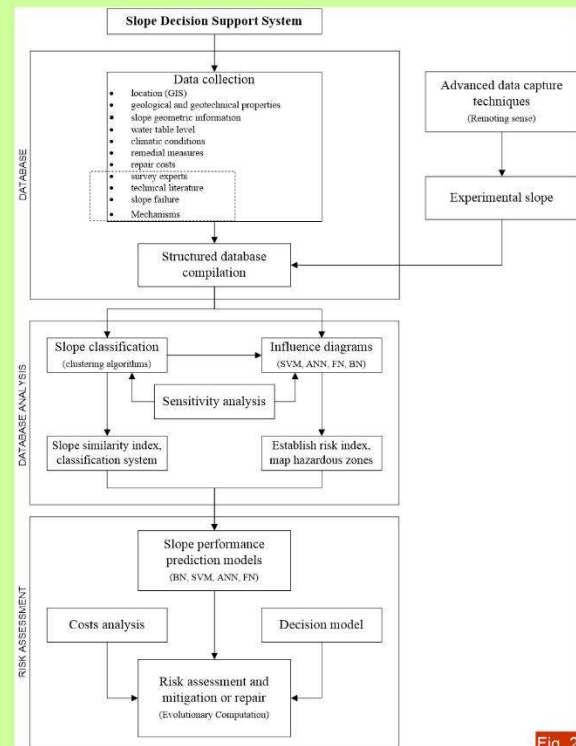 Slope Decision Support System
DATABASE
Data collection
• location (GIS)
• geological and geotechnical properties
• slope geometric information
• water table level
• climatic conditions
• remedial measures
• repair costs
• survey experts
• technical literature
• slope failure
• Mechanisms
Advanced data capture
techniques
(Remoting sense)
Experimental slope
Structured database
compilation
DATABASE ANALYSIS
Slope classification
(clustering algorithms)
Influence diagrams
(SVM, ANN, FN, BN)
Sensitivity analysis
Slope similarity index,
classification system
Establish risk index,
map hazardous zones
RISK ASSESSMENT
Slope performance
prediction models
(BN, SVM, ANN, FN)
Costs analysis
Decision model
Risk assessment and
mitigation or repair
(Evolutionary Computation)
Fig. 2